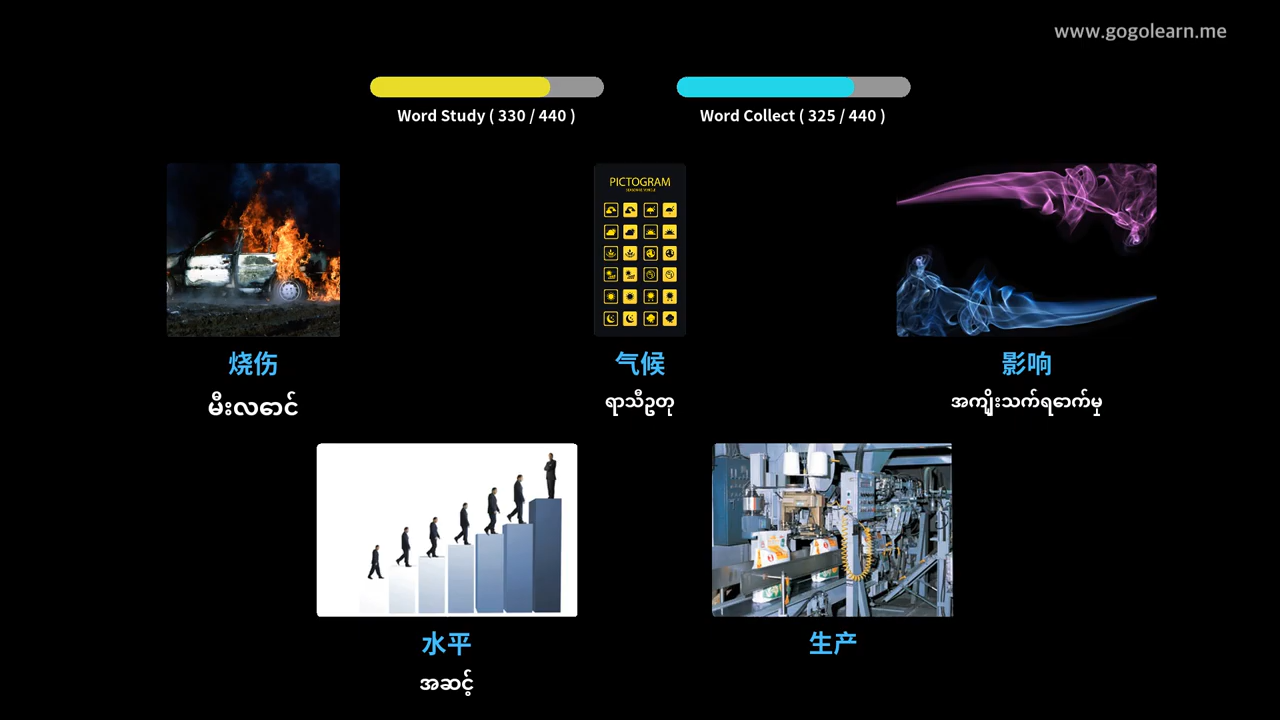 www.gogolearn.me
Word Study ( 330 / 440 )
Word Collect ( 325 / 440 )
PICTOGRAM
烧伤
气候
影响
မီးလောင်
ရာသီဥတု
အကျိုးသက်ရောက်မှု
水平
生产
အဆင့်